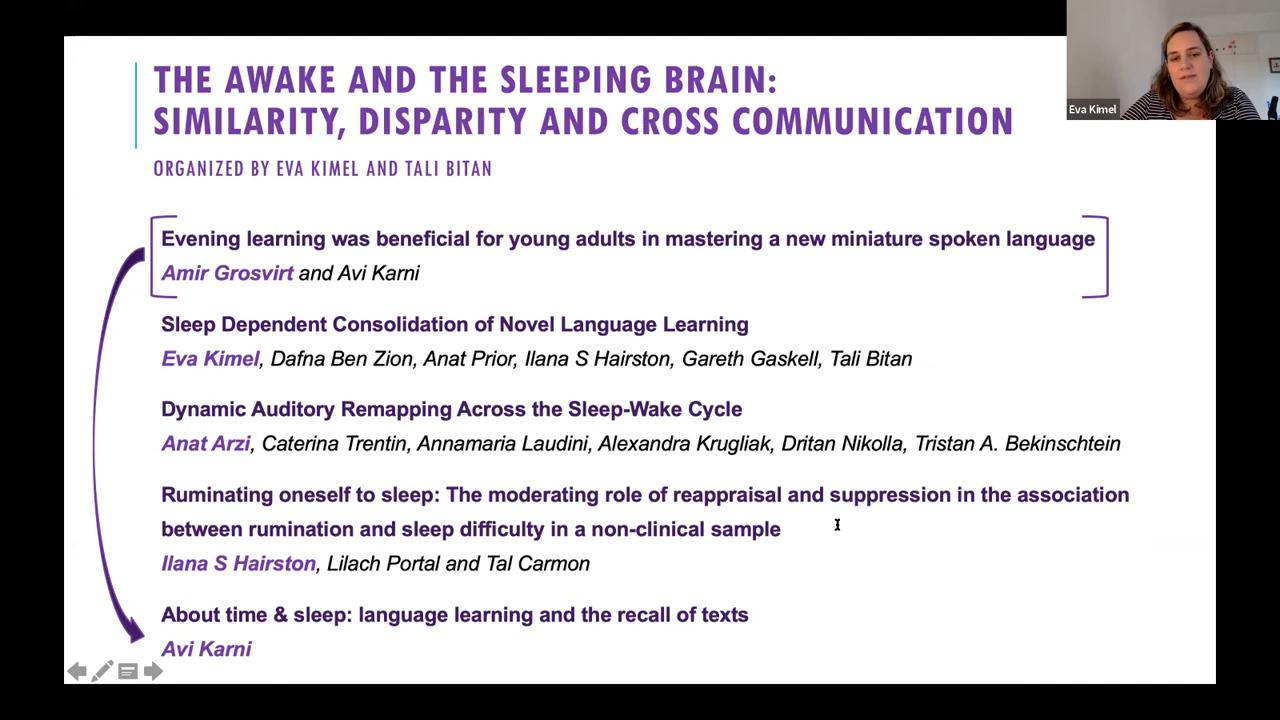 THE AWAKE AND THE SLEEPING BRAIN:
SIMILARITY, DISPARITY AND CROSS COMMUNICATION
ORGANIZED BY EVA KIMEL AND TALI BITAN
Eva Kimel
Evening learning was beneficial for young adults in mastering a new miniature spoken language
Amir Grosvirt and Avi Karni
Sleep Dependent Consolidation of Novel Language Learning
Eva Kimel, Dafna Ben Zion, Anat Prior, Ilana S Hairston, Gareth Gaskell, Tali Bitan
Dynamic Auditory Remapping Across the Sleep-Wake Cycle
Anat Arzi, Caterina Trentin, Annamaria Laudini, Alexandra Krugliak, Dritan Nikolla, Tristan A. Bekinschtein
Ruminating oneself to sleep: The moderating role of reappraisal and suppression in the association
between rumination and sleep difficulty in a non-clinical sample
Ilana S Hairston, Lilach Portal and Tal Carmon
About time & sleep: language learning and the recall of texts
Avi Karni